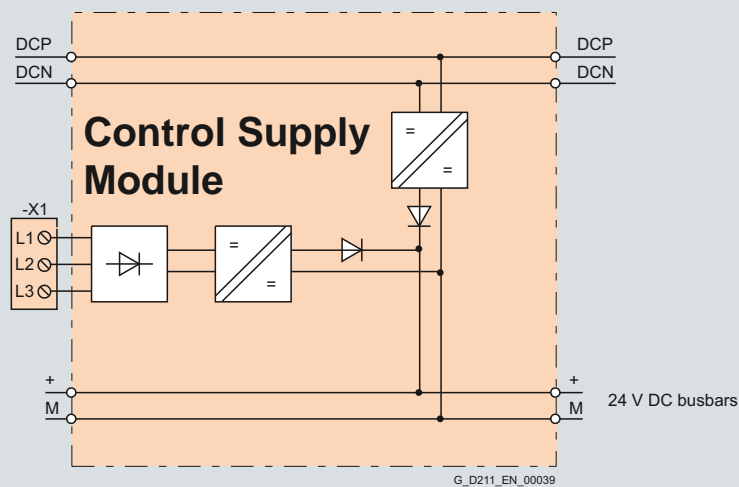 DCP DCP
DCN DCN
Control Supply
Module
=
=
-X1
L1
L2
L3
=
=
+ +
M M
24 V DC busbars
G_D211_EN_00039